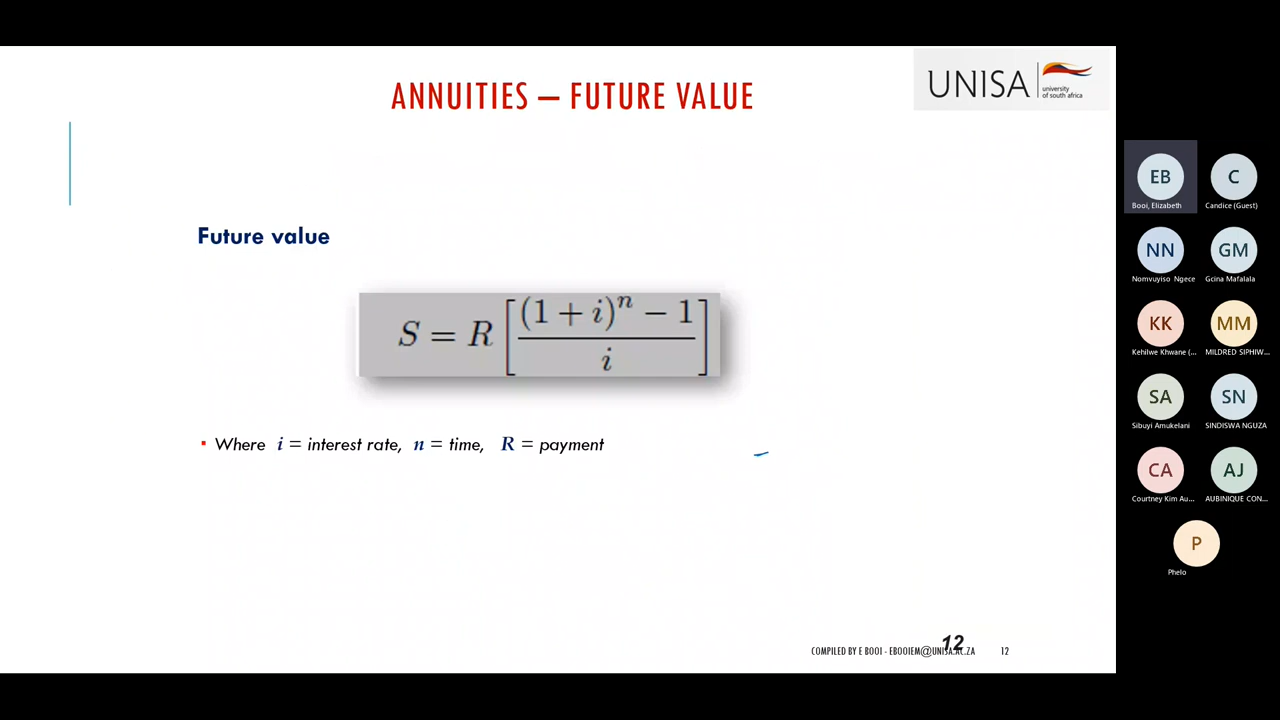 ANNUITIES – FUTURE VALUE
UNISA
university
of south africa
Future value
S = R [ ((1 + i)^n − 1) / i ]
▪ Where i = interest rate, n = time, R = payment
COMPILED BY E BOOI - EBOOIEM@UNISA.AC.ZA
12
12
EB
Booi, Elizabeth
C
Candice (Guest)
NN
Nomvuyiso Ngece
GM
Gcina Mafalala
KK
Kehilwe Khwane (...
MM
MILDRED SIPHIW...
SA
Sibuyi Amukelani
SN
SINDISWA NGUZA
CA
Courtney Kim Au...
AJ
AUBINIQUE CON...
P
Phelo